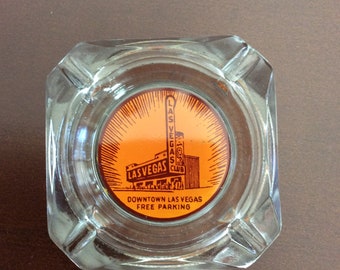 LAS VEGAS
CLUB
LAS VEGAS
DOWNTOWN LAS VEGAS
FREE PARKING